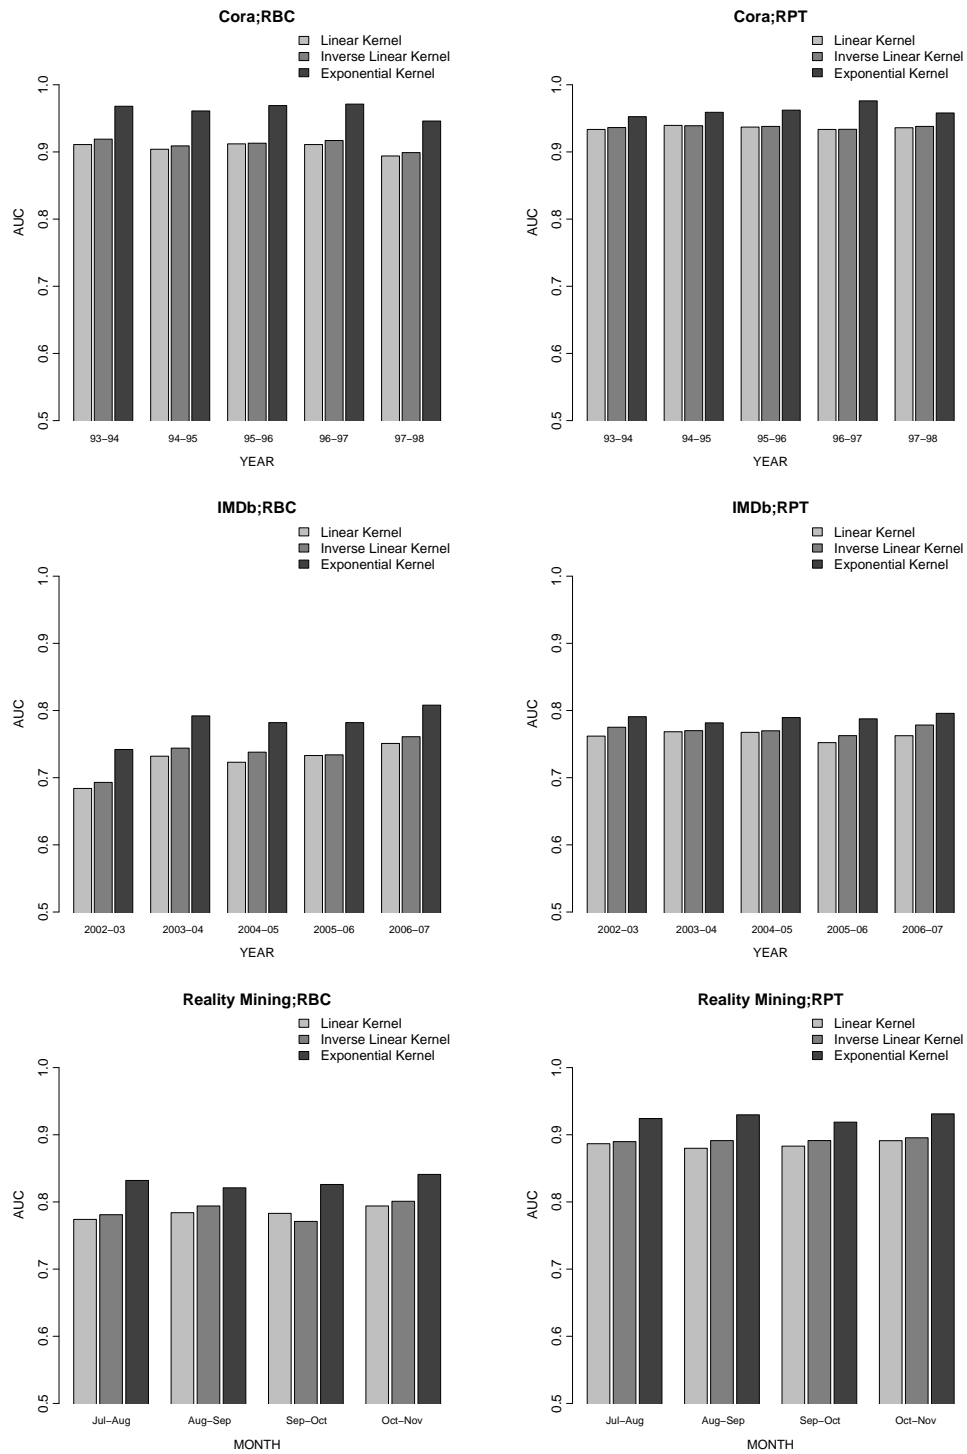 Cora;RBC
Linear Kernel
Inverse Linear Kernel
Exponential Kernel
1.0
0.9
0.8
0.7
0.6
0.5
AUC
93−94 94−95 95−96 96−97 97−98
YEAR
Cora;RPT
Linear Kernel
Inverse Linear Kernel
Exponential Kernel
1.0
0.9
0.8
0.7
0.6
0.5
AUC
93−94 94−95 95−96 96−97 97−98
YEAR
IMDb;RBC
Linear Kernel
Inverse Linear Kernel
Exponential Kernel
1.0
0.9
0.8
0.7
0.6
0.5
AUC
2002−03 2003−04 2004−05 2005−06 2006−07
YEAR
IMDb;RPT
Linear Kernel
Inverse Linear Kernel
Exponential Kernel
1.0
0.9
0.8
0.7
0.6
0.5
AUC
2002−03 2003−04 2004−05 2005−06 2006−07
YEAR
Reality Mining;RBC
Linear Kernel
Inverse Linear Kernel
Exponential Kernel
1.0
0.9
0.8
0.7
0.6
0.5
AUC
Jul−Aug Aug−Sep Sep−Oct Oct−Nov
MONTH
Reality Mining;RPT
Linear Kernel
Inverse Linear Kernel
Exponential Kernel
1.0
0.9
0.8
0.7
0.6
0.5
AUC
Jul−Aug Aug−Sep Sep−Oct Oct−Nov
MONTH